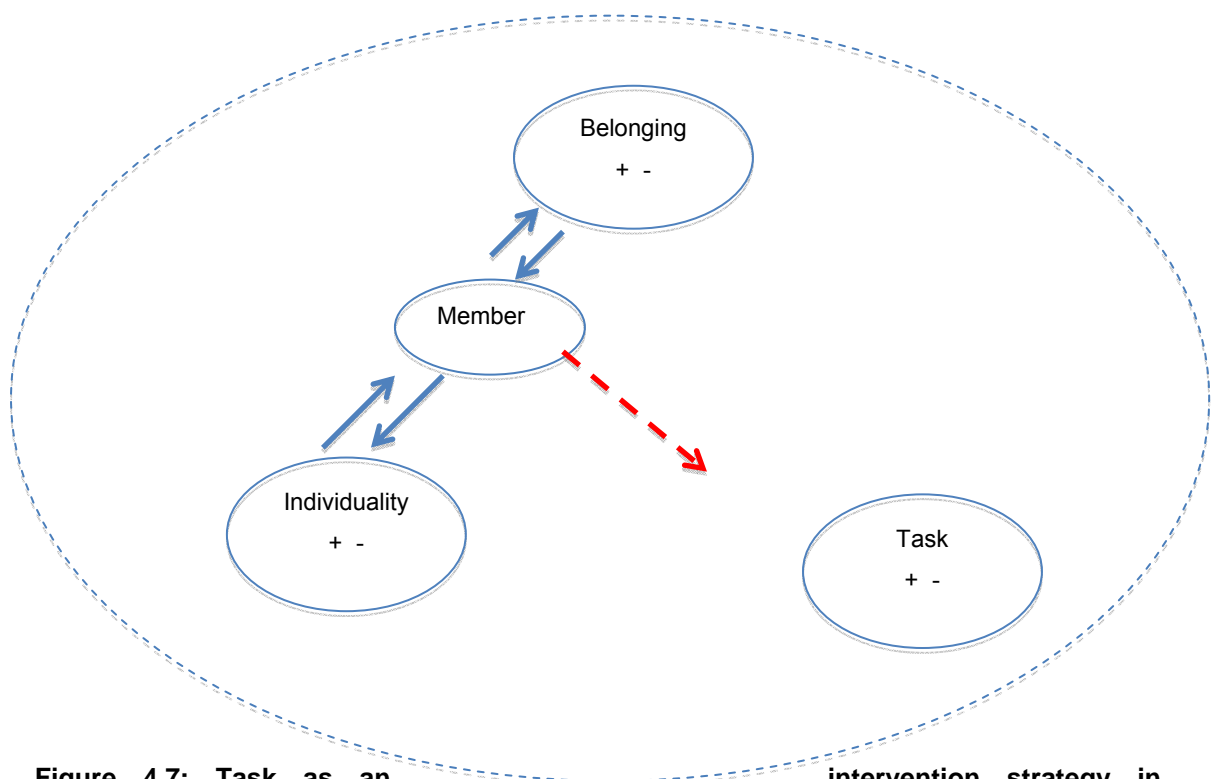 Belonging
+ -
Member
Individuality
+ -
Task
+ -
Figure 4.7: Task as an intervention strategy in